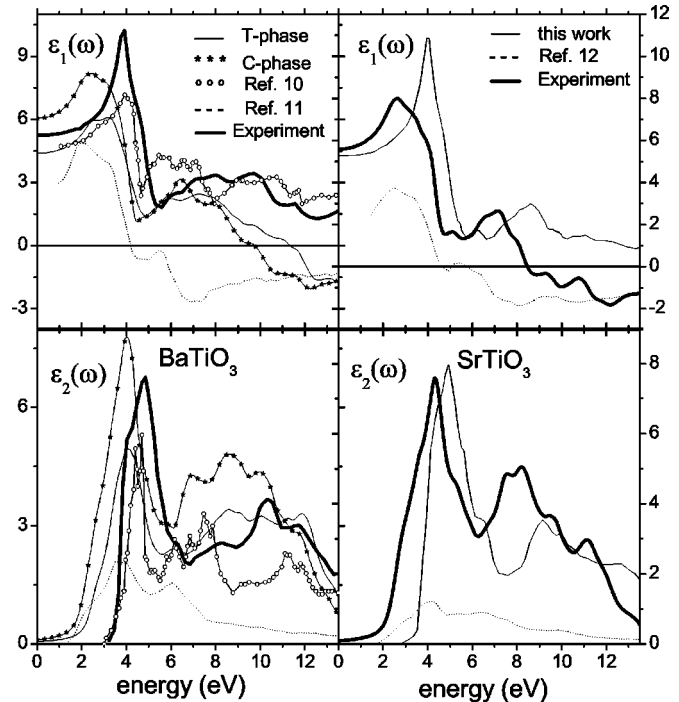 ε₁(ω)
T-phase
C-phase
Ref. 10
Ref. 11
Experiment
9
6
3
0
-3
ε₁(ω)
this work
Ref. 12
Experiment
12
10
8
6
4
2
0
-2
ε₂(ω)
BaTiO₃
6
3
0
0 2 4 6 8 10 12
energy (eV)
SrTiO₃
ε₂(ω)
8
6
4
2
0
0 2 4 6 8 10 12
energy (eV)